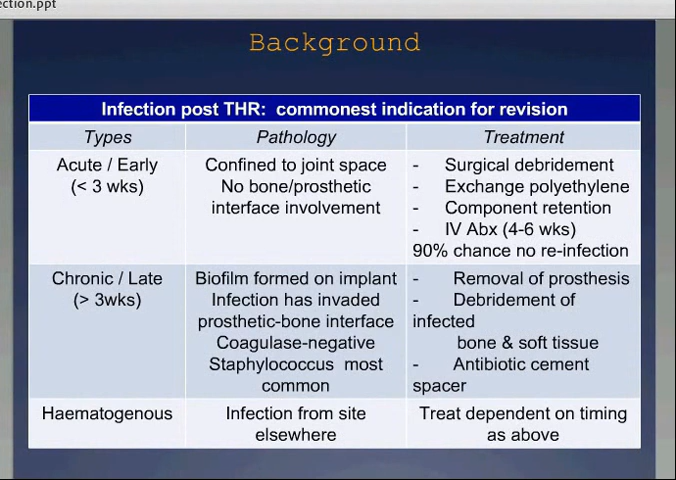 ection.ppt
Background
Infection post THR:  commonest indication for revision
Types
Pathology
Treatment
Acute / Early
(< 3 wks)
Confined to joint space
No bone/prosthetic
interface involvement
- Surgical debridement
- Exchange polyethylene
- Component retention
- IV Abx (4-6 wks)
90% chance no re-infection
Chronic / Late
(> 3wks)
Biofilm formed on implant
Infection has invaded
prosthetic-bone interface
Coagulase-negative
Staphylococcus  most
common
- Removal of prosthesis
- Debridement of
infected
bone & soft tissue
- Antibiotic cement
spacer
Haematogenous
Infection from site
elsewhere
Treat dependent on timing
as above